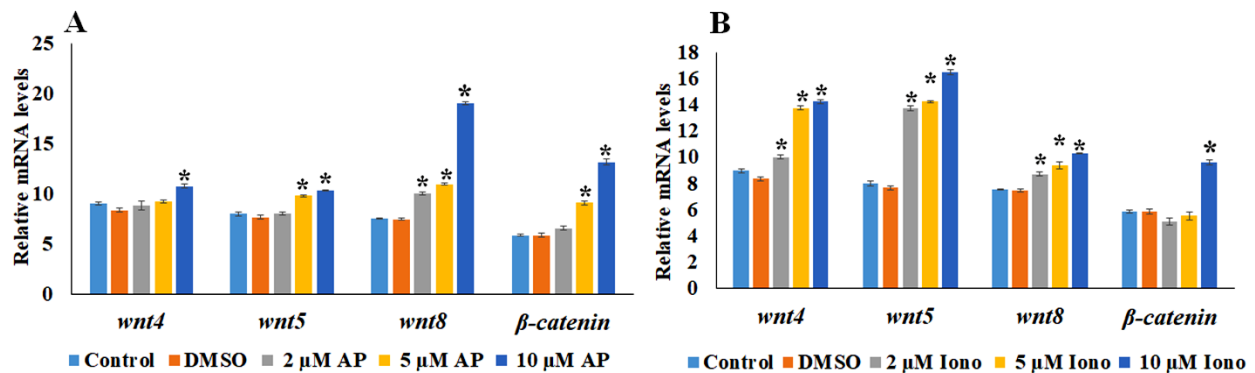 A
Relative mRNA levels
25
20
15
10
5
0
* * * * * * * * *
wnt4 wnt5 wnt8 β-catenin
Control DMSO 2 µM AP 5 µM AP 10 µM AP
B
Relative mRNA levels
18
16
14
12
10
8
6
4
2
0
* * * * * * * * * *
wnt4 wnt5 wnt8 β-catenin
Control DMSO 2 µM Iono 5 µM Iono 10 µM Iono